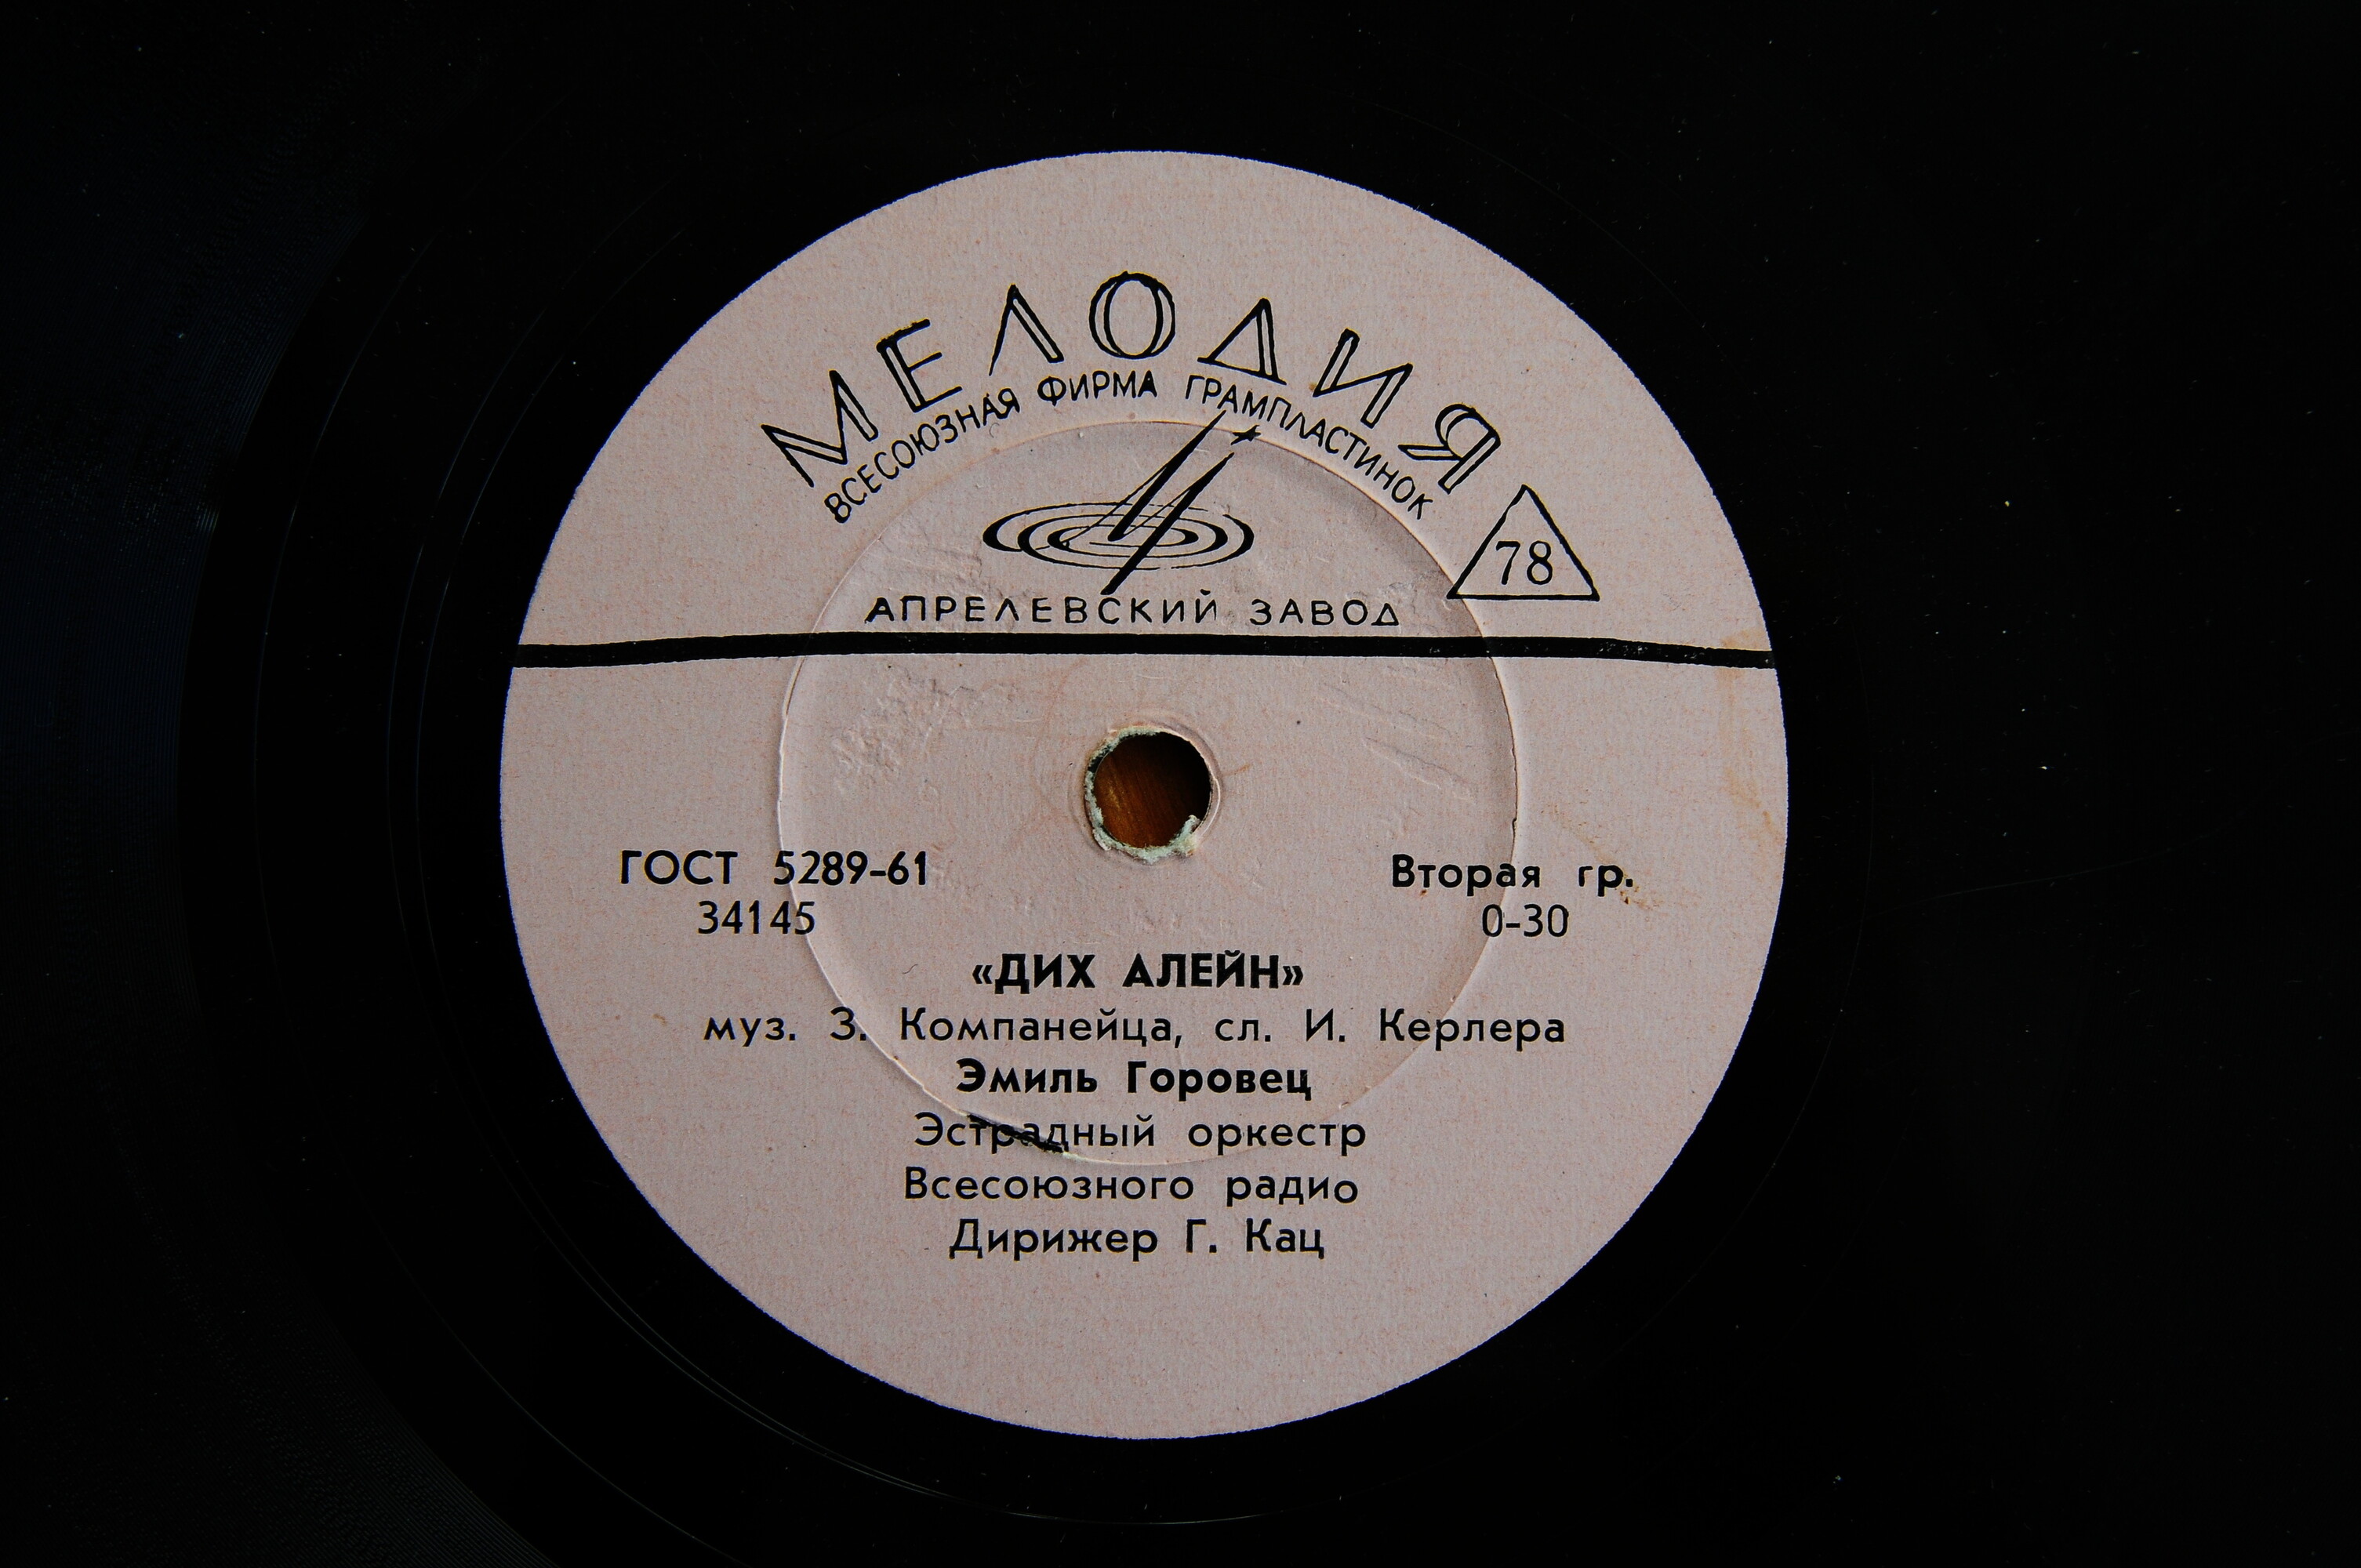 МЕЛОДИЯ
ВСЕСОЮЗНАЯ ФИРМА ГРАМПЛАСТИНОК
78
АПРЕЛЕВСКИЙ ЗАВОД
ГОСТ 5289-61 Вторая гр.
34145 0-30
«ДИХ АЛЕЙН»
муз. З. Компанейца, сл. И. Керлера
Эмиль Горовец
Эстрадный оркестр
Всесоюзного радио
Дирижер Г. Кац